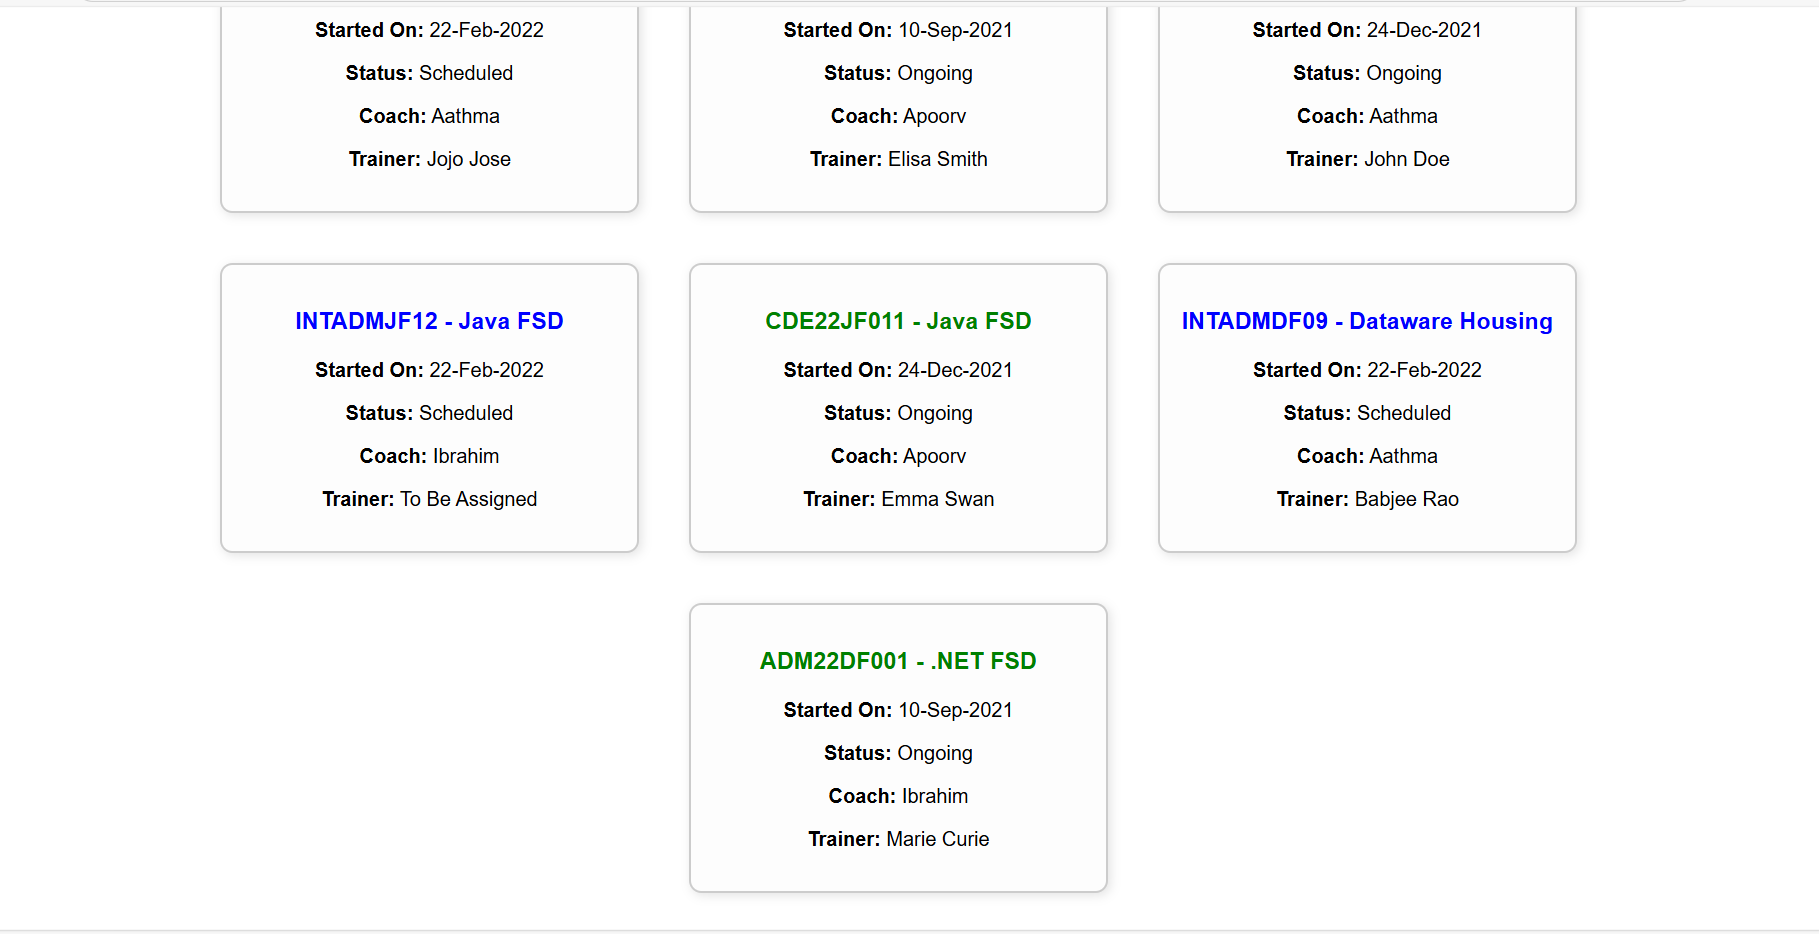 Started On: 22-Feb-2022
Status: Scheduled
Coach: Aathma
Trainer: Jojo Jose
Started On: 10-Sep-2021
Status: Ongoing
Coach: Apoorv
Trainer: Elisa Smith
Started On: 24-Dec-2021
Status: Ongoing
Coach: Aathma
Trainer: John Doe
INTADMJF12 - Java FSD
Started On: 22-Feb-2022
Status: Scheduled
Coach: Ibrahim
Trainer: To Be Assigned
CDE22JF011 - Java FSD
Started On: 24-Dec-2021
Status: Ongoing
Coach: Apoorv
Trainer: Emma Swan
INTADMDF09 - Dataware Housing
Started On: 22-Feb-2022
Status: Scheduled
Coach: Aathma
Trainer: Babjee Rao
ADM22DF001 - .NET FSD
Started On: 10-Sep-2021
Status: Ongoing
Coach: Ibrahim
Trainer: Marie Curie